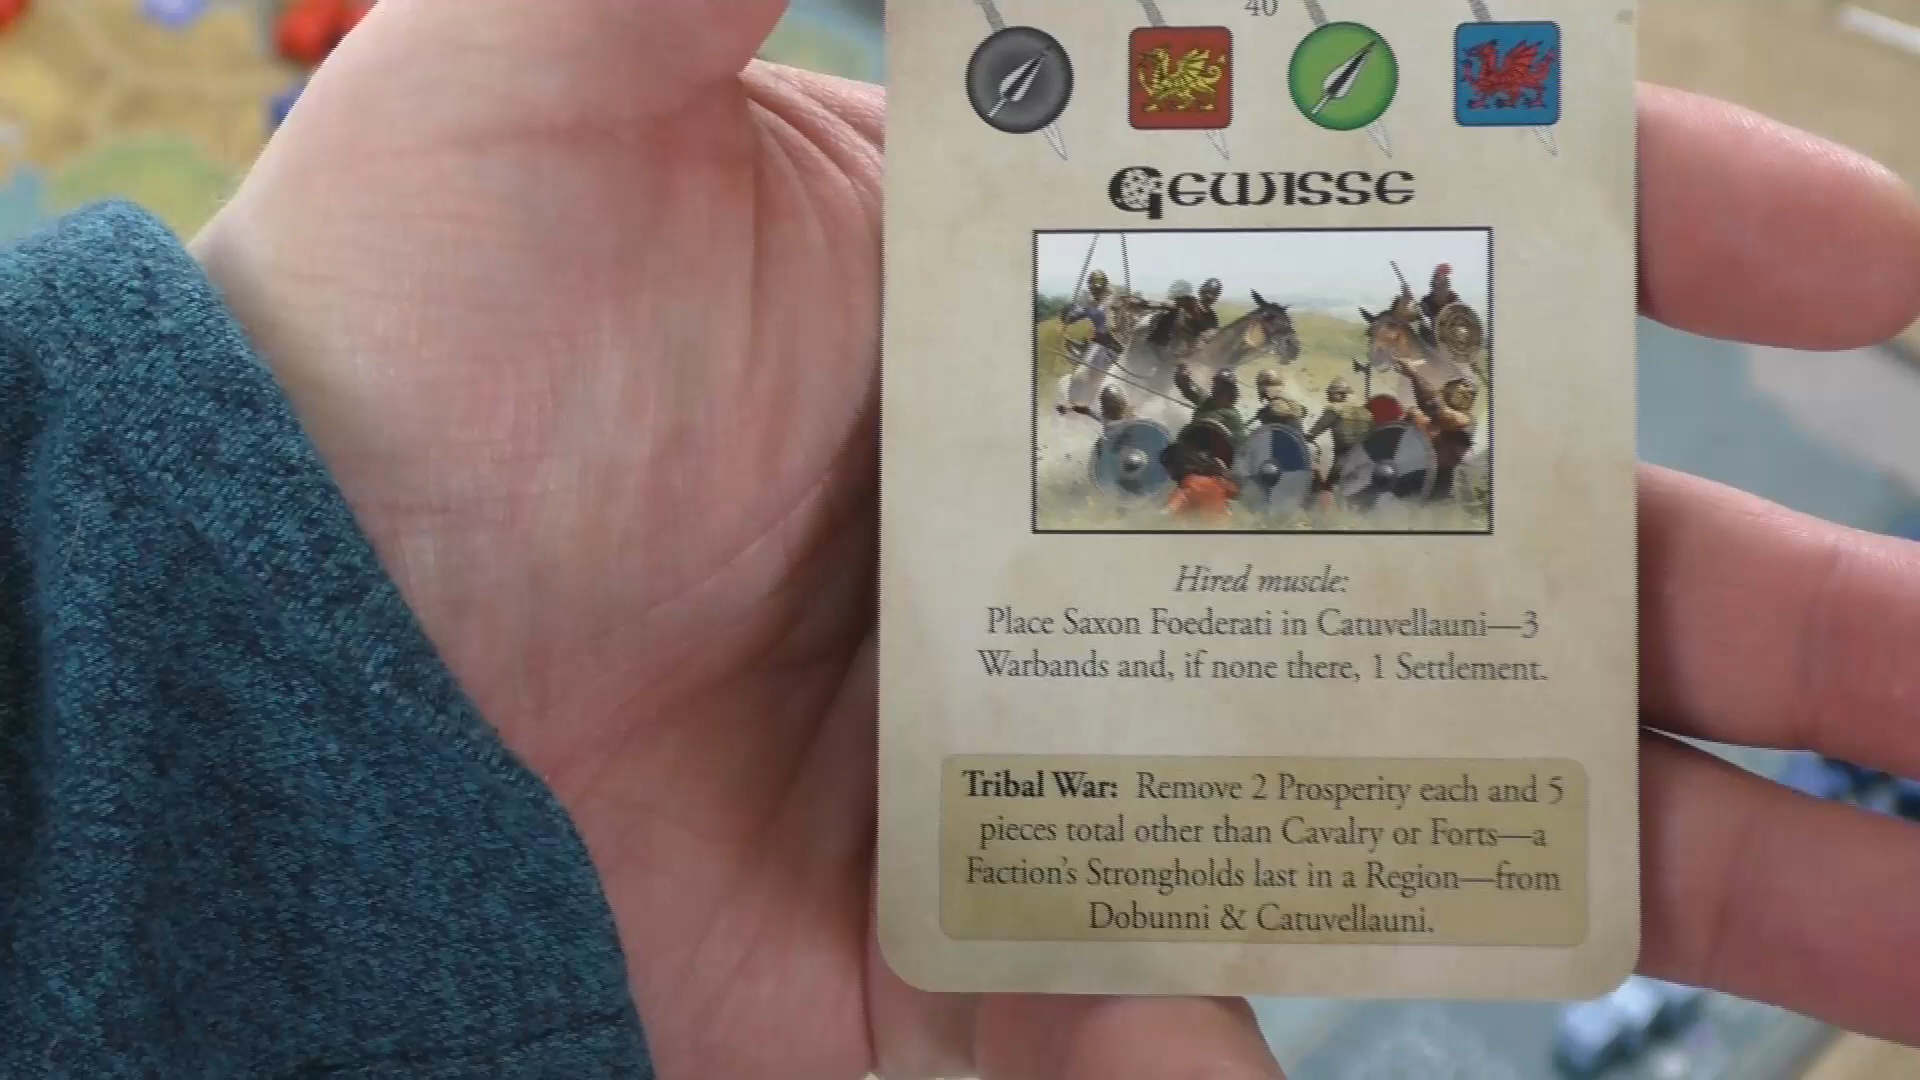 40
Gewisse
Hired muscle:
Place Saxon Foederati in Catuvellauni—3
Warbands and, if none there, 1 Settlement.
Tribal War: Remove 2 Prosperity each and 5
pieces total other than Cavalry or Forts—a
Faction's Strongholds last in a Region—from
Dobunni & Catuvellauni.